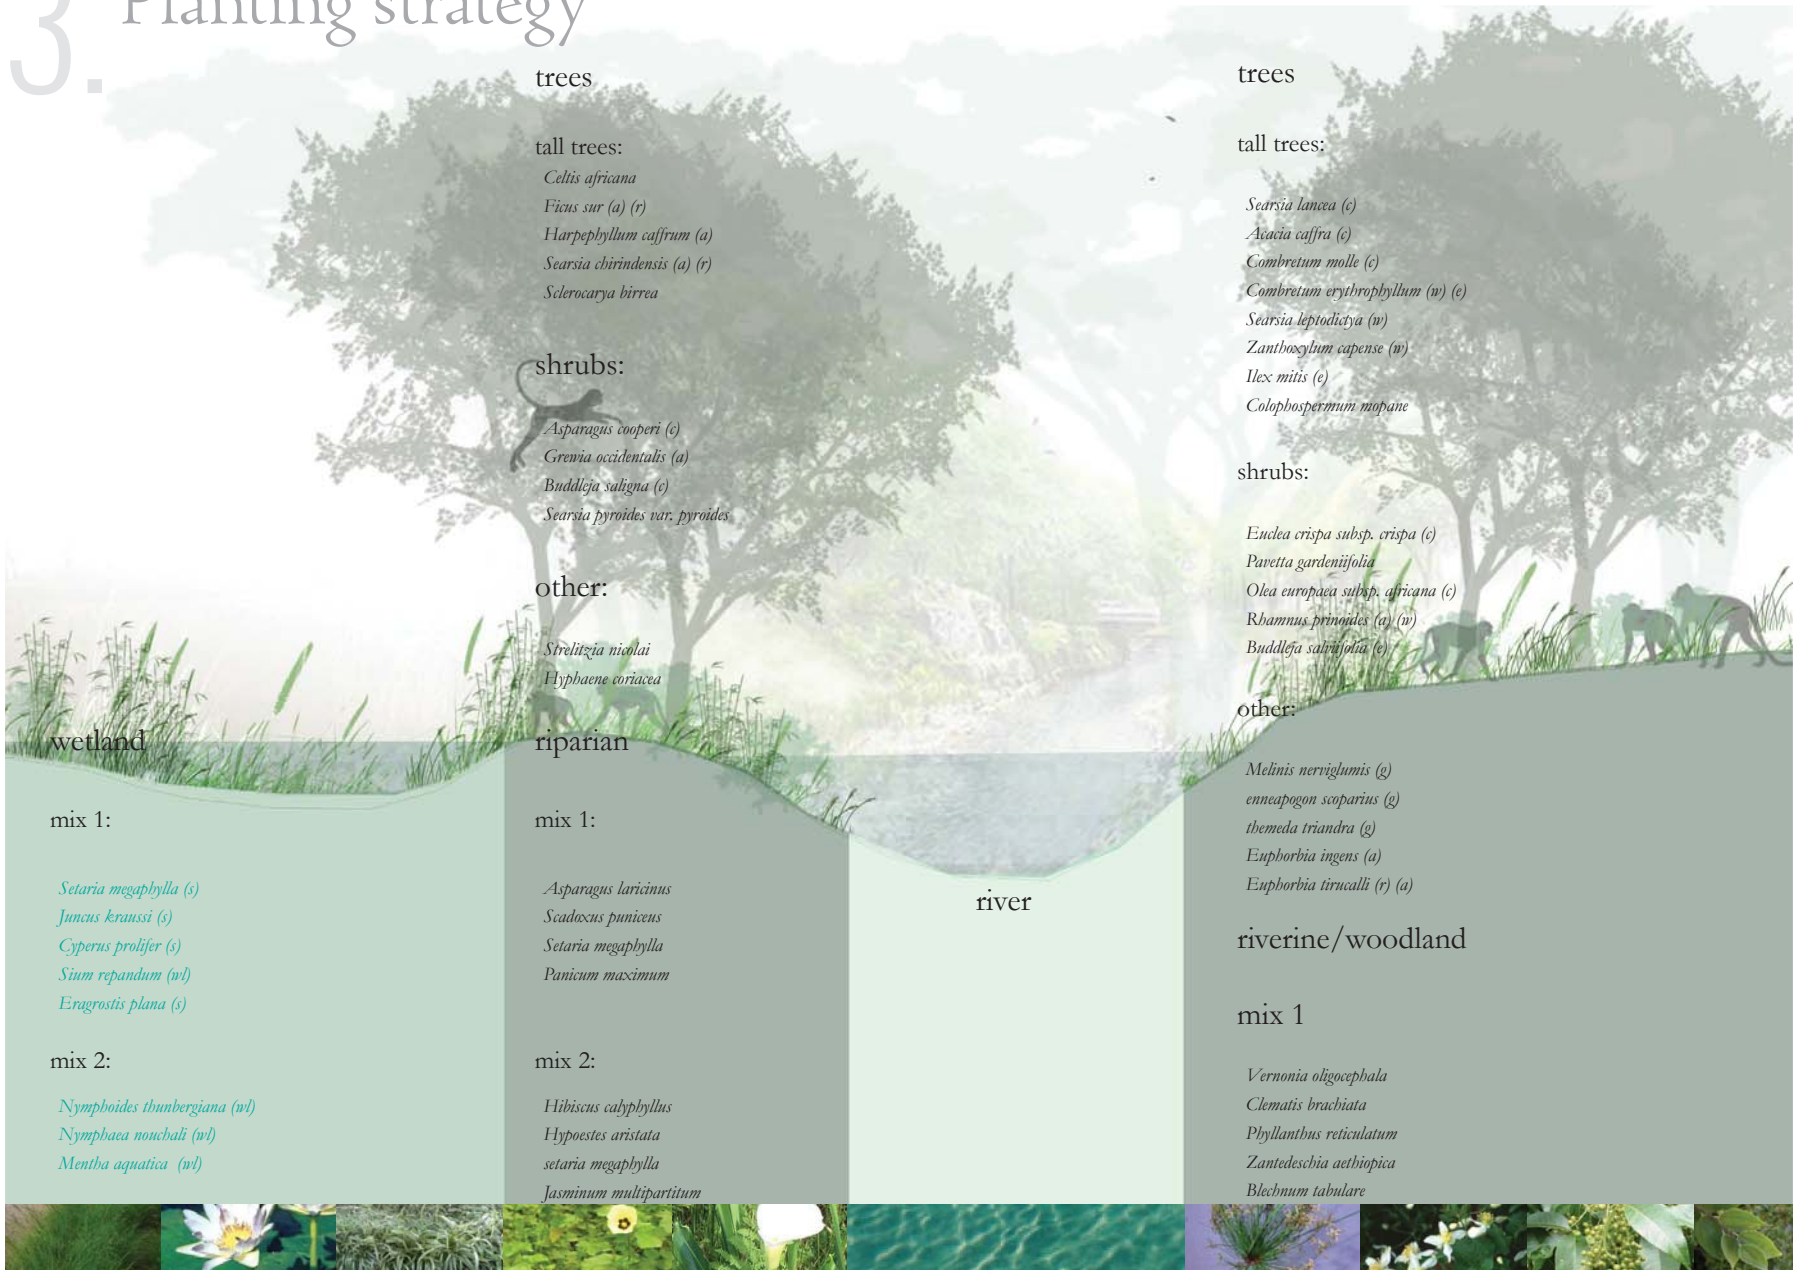 3. Planting strategy
trees
tall trees:
Celtis africana
Ficus sur (a) (r)
Harpephyllum caffrum (a)
Searsia chirindensis (a) (r)
Sclerocarya birrea
shrubs:
Asparagus cooperi (c)
Grewia occidentalis (a)
Buddleja saligna (c)
Searsia pyroides var. pyroides
other:
Strelitzia nicolai
Hyphaene coriacea
trees
tall trees:
Searsia lancea (c)
Acacia caffra (c)
Combretum molle (c)
Combretum erythrophyllum (w) (e)
Searsia leptodictya (w)
Zanthoxylum capense (w)
Ilex mitis (e)
Colophospermum mopane
shrubs:
Euclea crispa subsp. crispa (c)
Pavetta gardeniifolia
Olea europaea subsp. africana (c)
Rhamnus prinoides (a) (w)
Buddleja salviifolia (e)
other:
Melinis nerviglumis (g)
enneapogon scoparius (g)
themeda triandra (g)
Euphorbia ingens (a)
Euphorbia tirucalli (r) (a)
wetland
mix 1:
Setaria megaphylla (s)
Juncus kraussi (s)
Cyperus prolifer (s)
Sium repandum (wl)
Eragrostis plana (s)
mix 2:
Nymphoides thunbergiana (wl)
Nymphaea nouchali (wl)
Mentha aquatica (wl)
riparian
mix 1:
Asparagus laricinus
Scadoxus puniceus
Setaria megaphylla
Panicum maximum
mix 2:
Hibiscus calyphyllus
Hypoestes aristata
setaria megaphylla
Jasminum multipartitum
river
riverine/woodland
mix 1
Vernonia oligocephala
Clematis brachiata
Phyllanthus reticulatum
Zantedeschia aethiopica
Blechnum tabulare